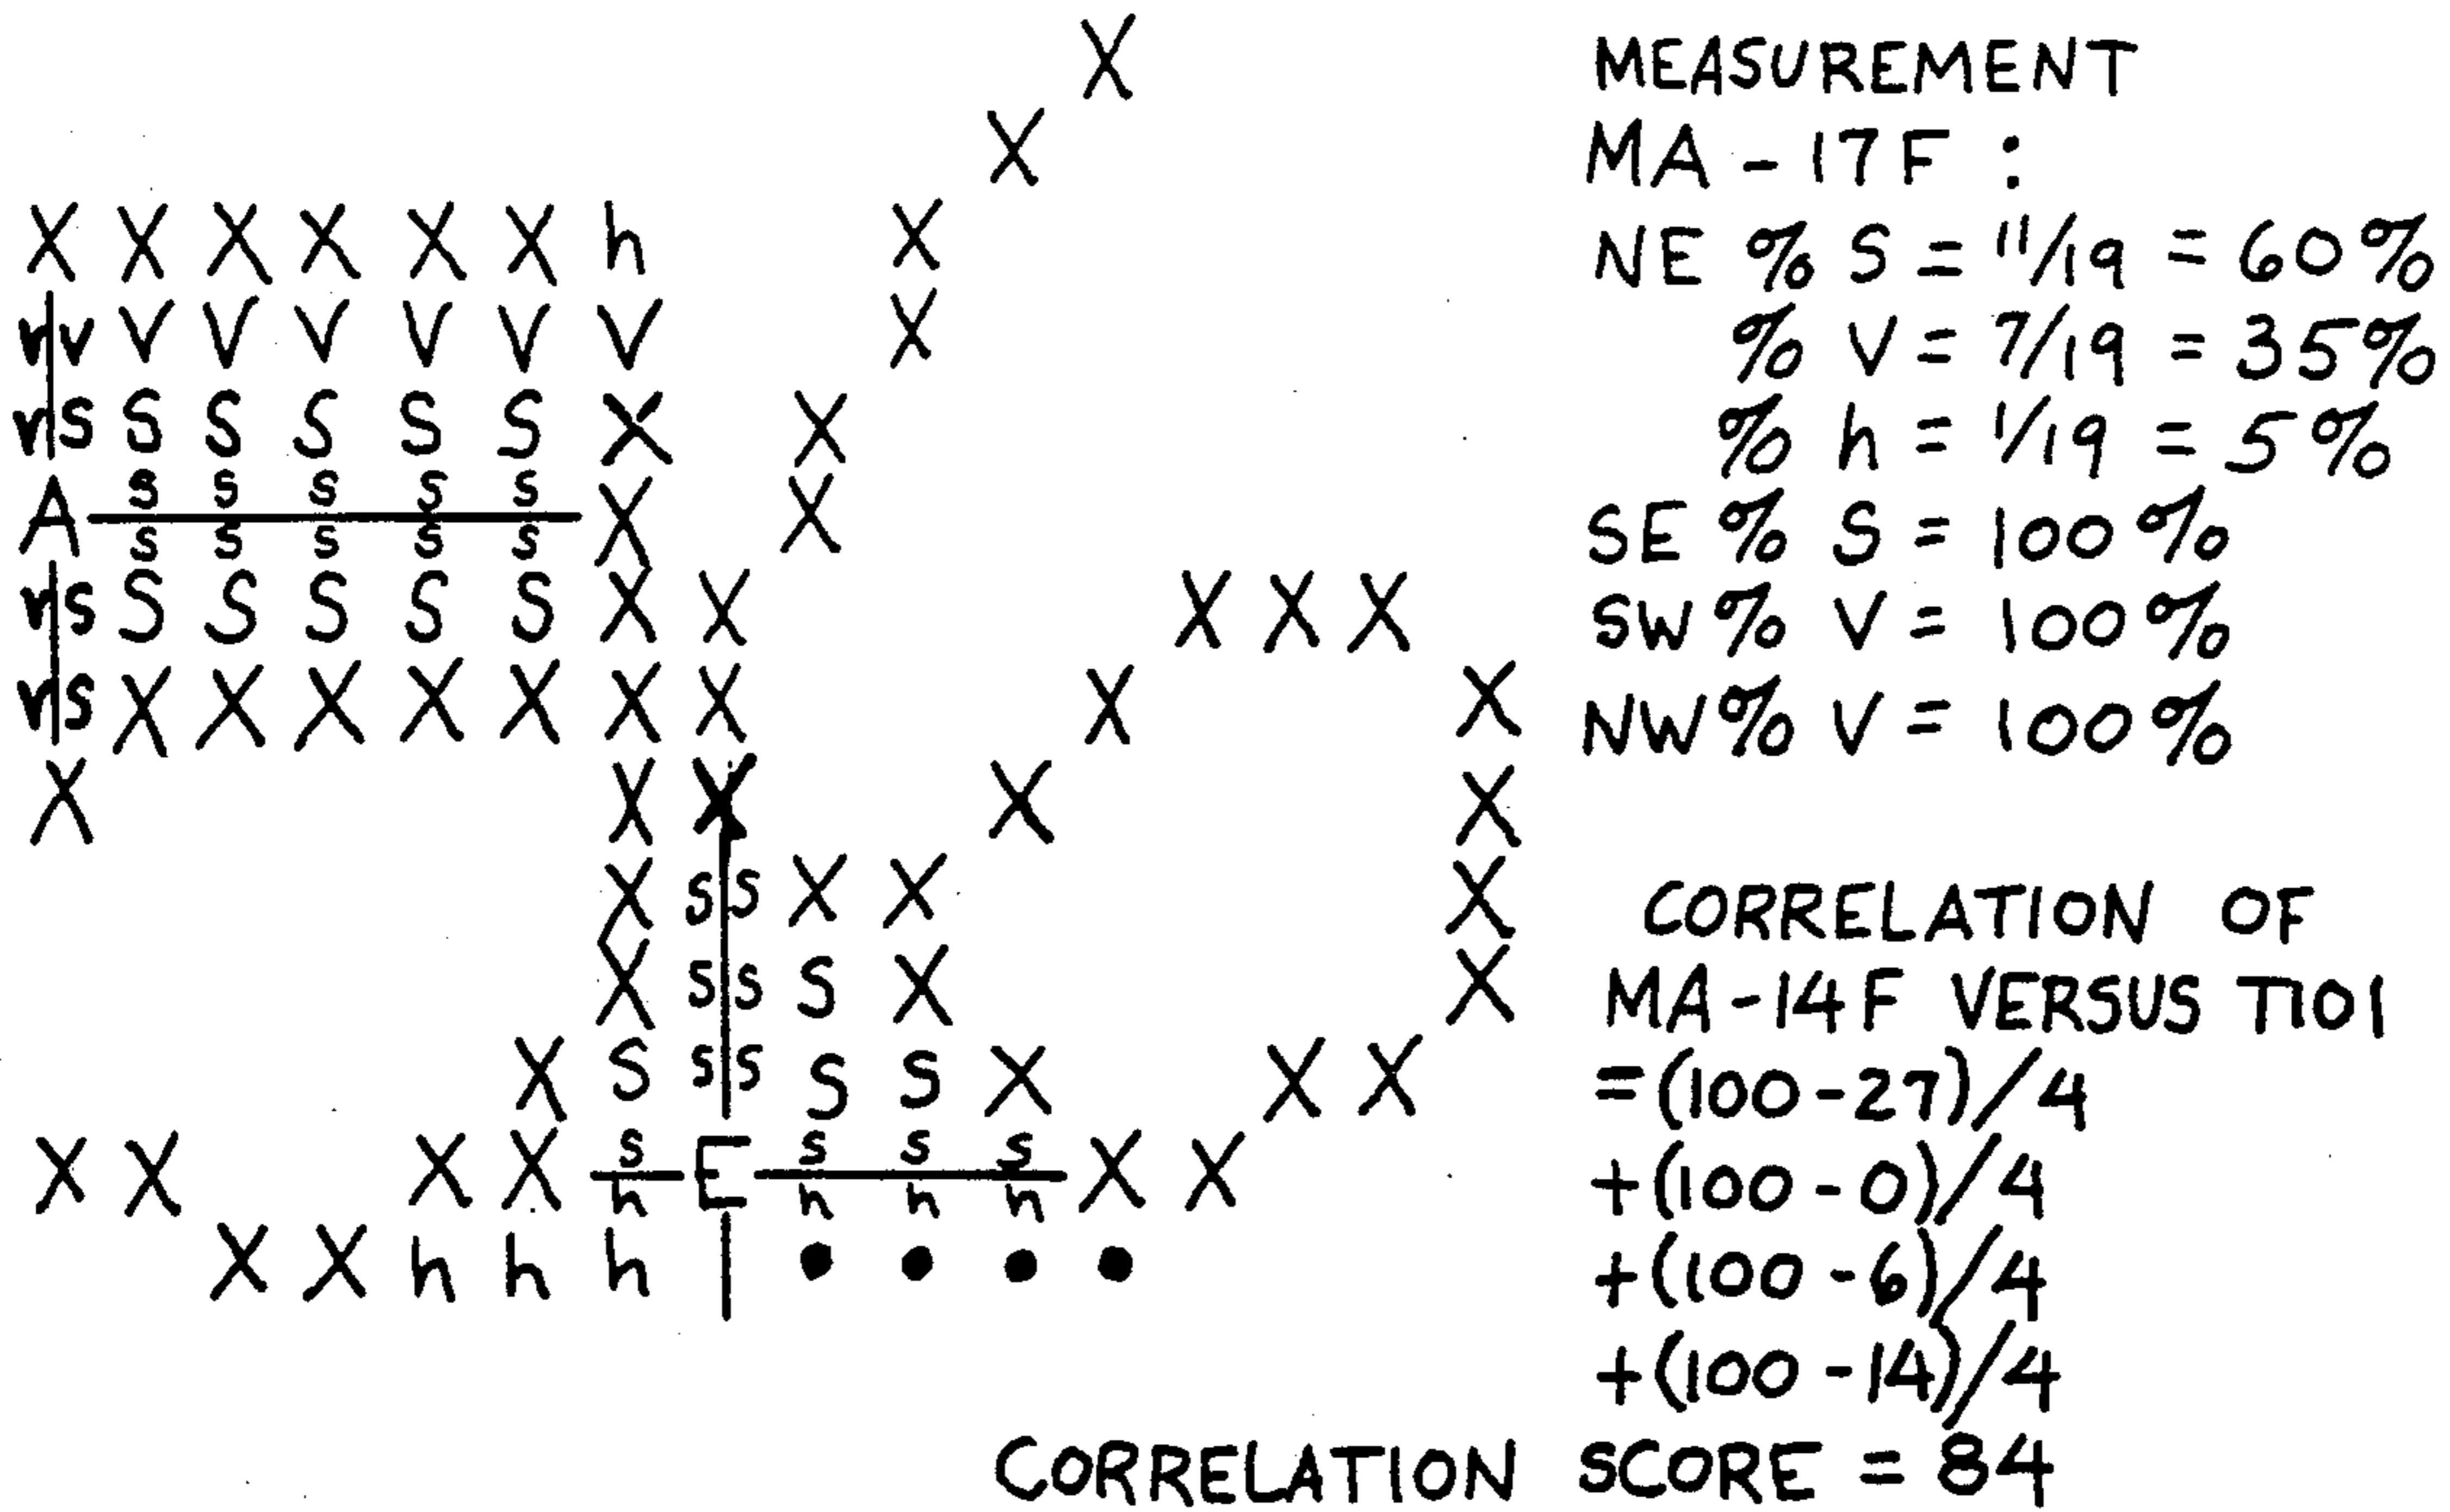 X
X
X X X X X X h X
r v V V V V V V X
r s S S S S S X X
s s s s s
A X X
s s s s s
r s S S S S S X X X X X
r s X X X X X X X X X
X X X X X
X s s X X X
X s s S X X
X S s s S S X X X
s s s s
X X X X E X X
h h h h
X X h h h • • • •
MEASUREMENT
MA - 17F :
NE % S = 11/19 = 60%
% V = 7/19 = 35%
% h = 1/19 = 5%
SE % S = 100%
SW % V = 100%
NW % V = 100%
CORRELATION OF
MA-14F VERSUS T101
=(100-27)/4
+(100-0)/4
+(100-6)/4
+(100-14)/4
CORRELATION SCORE = 84